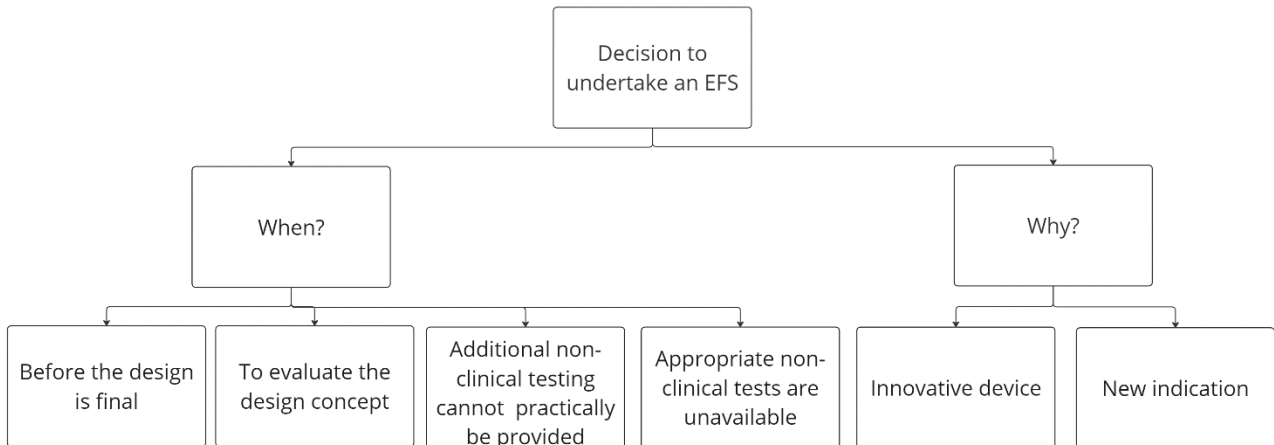 Decision to
undertake an EFS
When?
Why?
Before the design
is final
To evaluate the
design concept
Additional non-
clinical testing
cannot practically
be provided
Appropriate non-
clinical tests are
unavailable
Innovative device
New indication